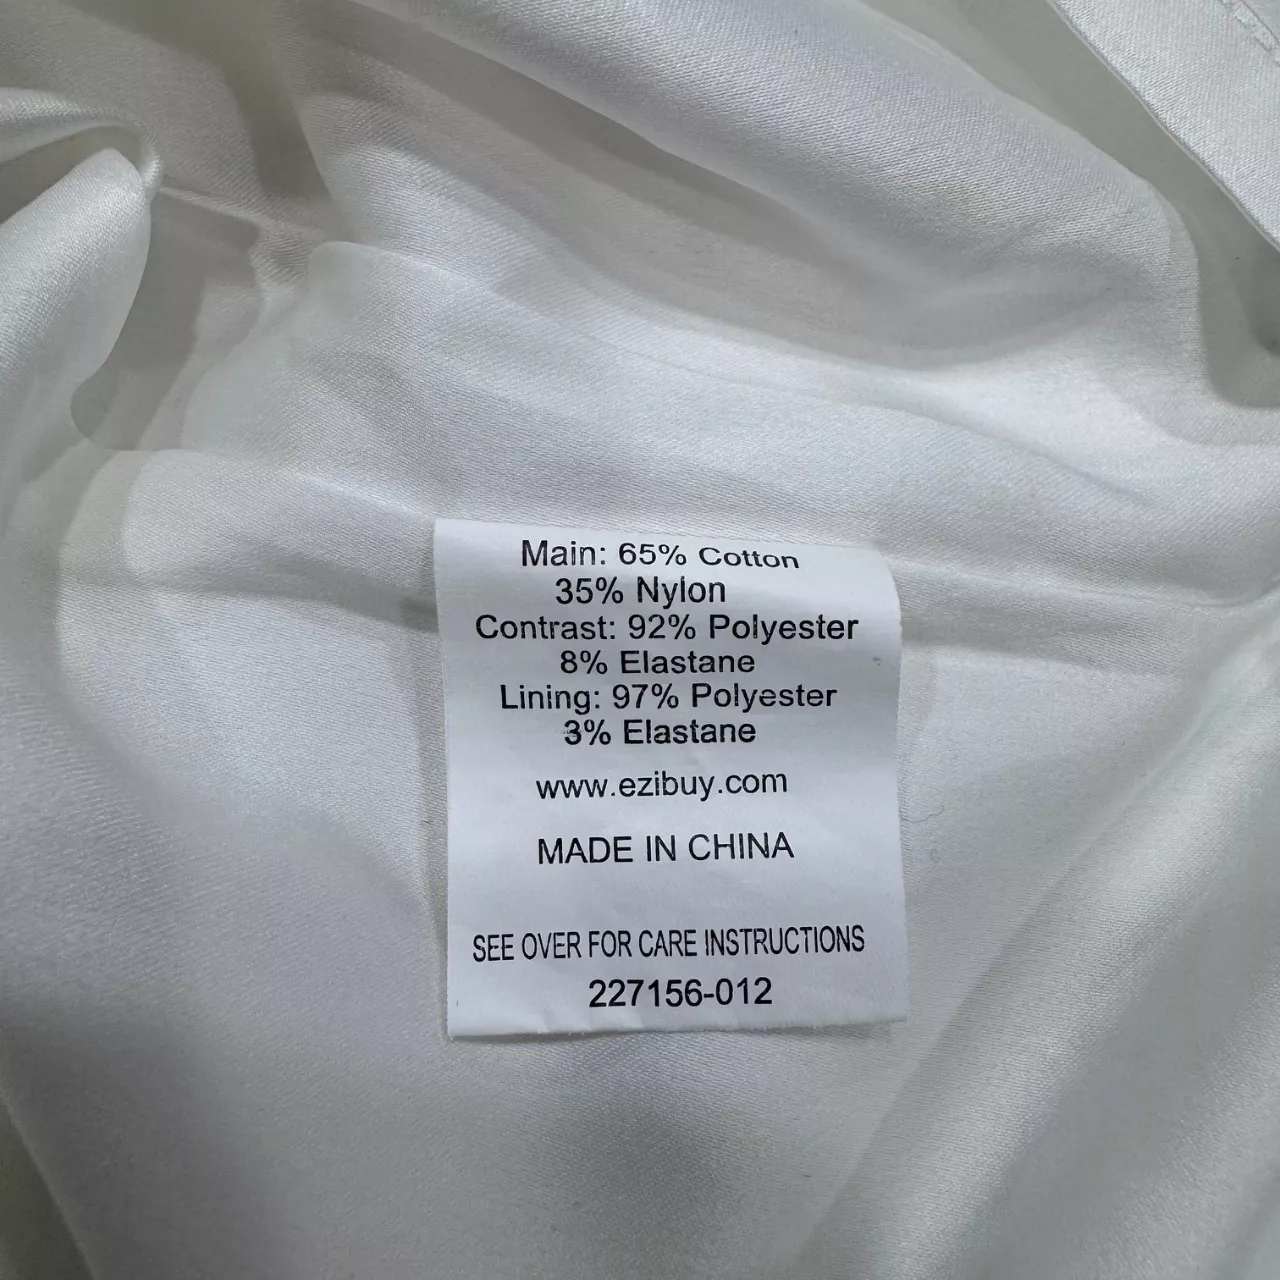 Main: 65% Cotton
35% Nylon
Contrast: 92% Polyester
8% Elastane
Lining: 97% Polyester
3% Elastane
www.ezibuy.com
MADE IN CHINA
SEE OVER FOR CARE INSTRUCTIONS
227156-012